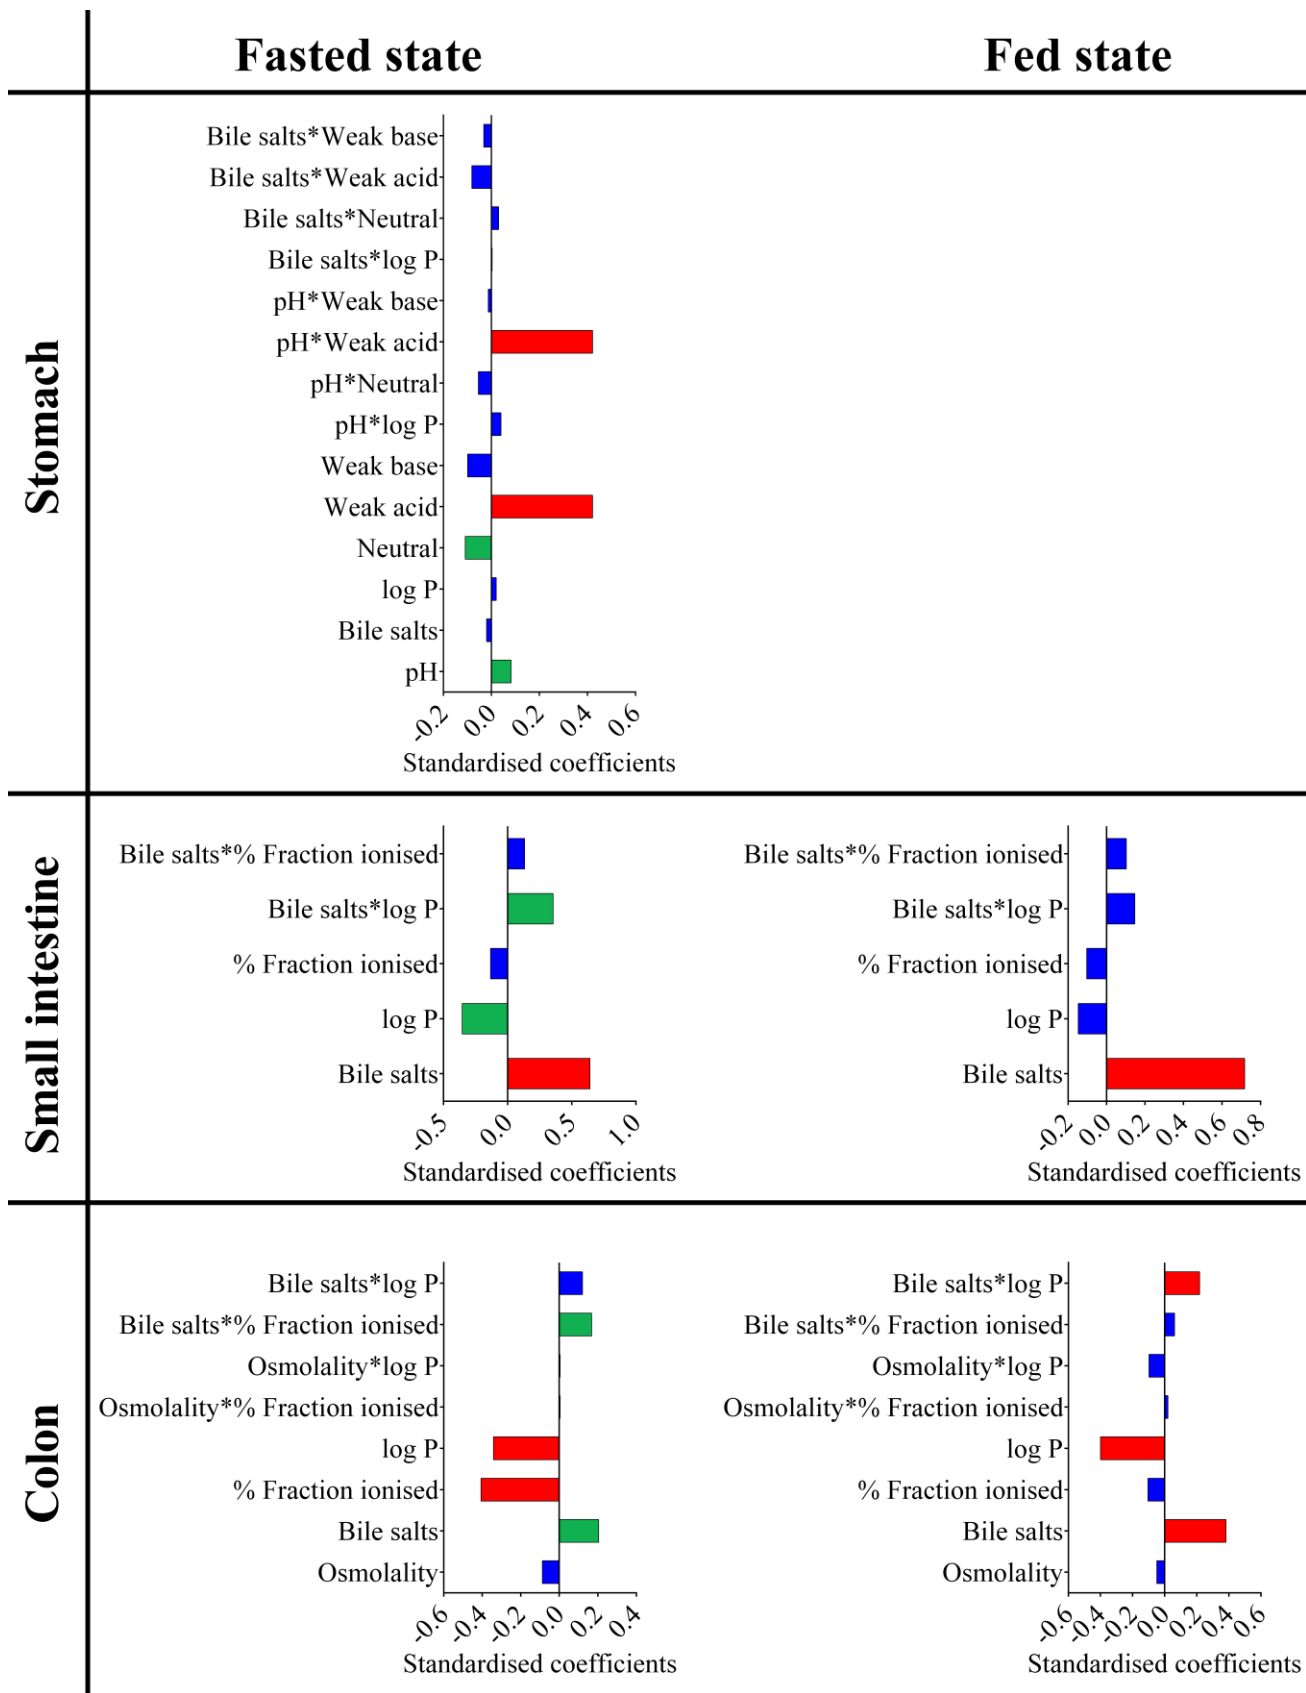 Fasted state
Fed state
Stomach
Bile salts*Weak base
Bile salts*Weak acid
Bile salts*Neutral
Bile salts*log P
pH*Weak base
pH*Weak acid
pH*Neutral
pH*log P
Weak base
Weak acid
Neutral
log P
Bile salts
pH
-0.2 0.0 0.2 0.4 0.6
Standardised coefficients
Small intestine
Bile salts*% Fraction ionised
Bile salts*log P
% Fraction ionised
log P
Bile salts
-0.5 0.0 0.5 1.0
Standardised coefficients
Bile salts*% Fraction ionised
Bile salts*log P
% Fraction ionised
log P
Bile salts
-0.2 0.0 0.2 0.4 0.6 0.8
Standardised coefficients
Colon
Bile salts*log P
Bile salts*% Fraction ionised
Osmolality*log P
Osmolality*% Fraction ionised
log P
% Fraction ionised
Bile salts
Osmolality
-0.6 -0.4 -0.2 0.0 0.2 0.4
Standardised coefficients
Bile salts*log P
Bile salts*% Fraction ionised
Osmolality*log P
Osmolality*% Fraction ionised
log P
% Fraction ionised
Bile salts
Osmolality
-0.6 -0.4 -0.2 0.0 0.2 0.4 0.6
Standardised coefficients